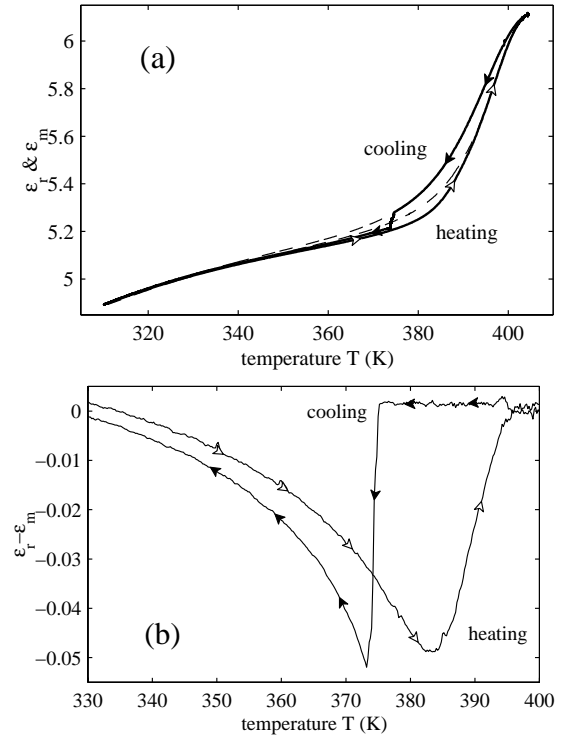 6
5.8
5.6
5.4
5.2
5
ε_r & ε_m
(a)
cooling
heating
320 340 360 380 400
temperature T (K)
0
−0.01
−0.02
−0.03
−0.04
−0.05
ε_r−ε_m
cooling
(b)
heating
330 340 350 360 370 380 390 400
temperature T (K)